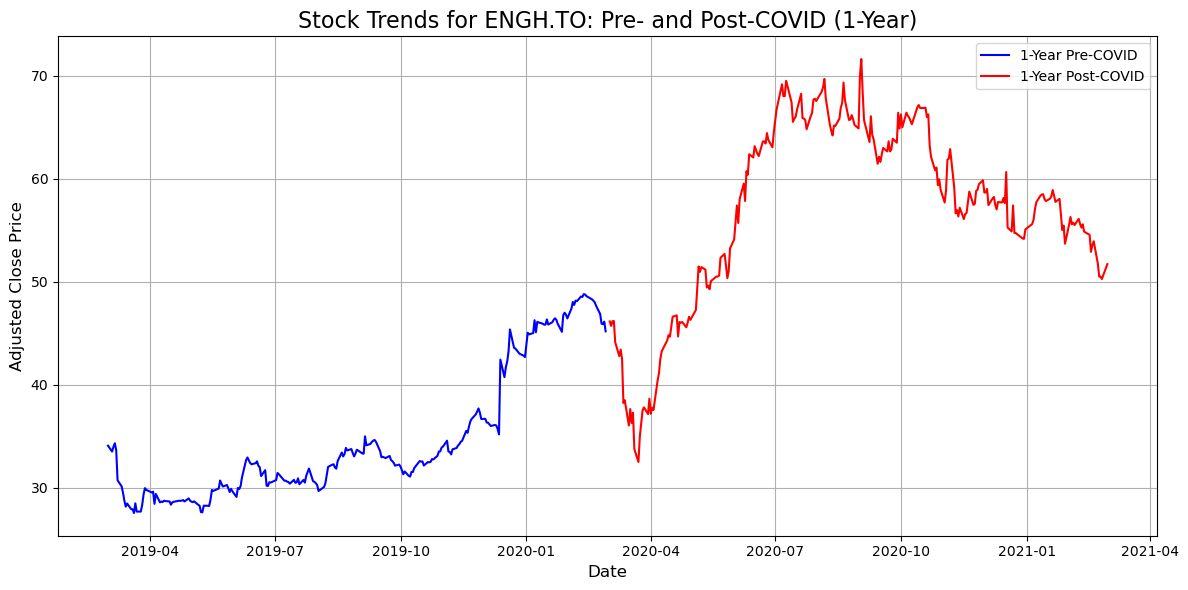 Stock Trends for ENGH.TO: Pre- and Post-COVID (1-Year)
1-Year Pre-COVID
1-Year Post-COVID
Adjusted Close Price
70
60
50
40
30
2019-04 2019-07 2019-10 2020-01 2020-04 2020-07 2020-10 2021-01 2021-04
Date